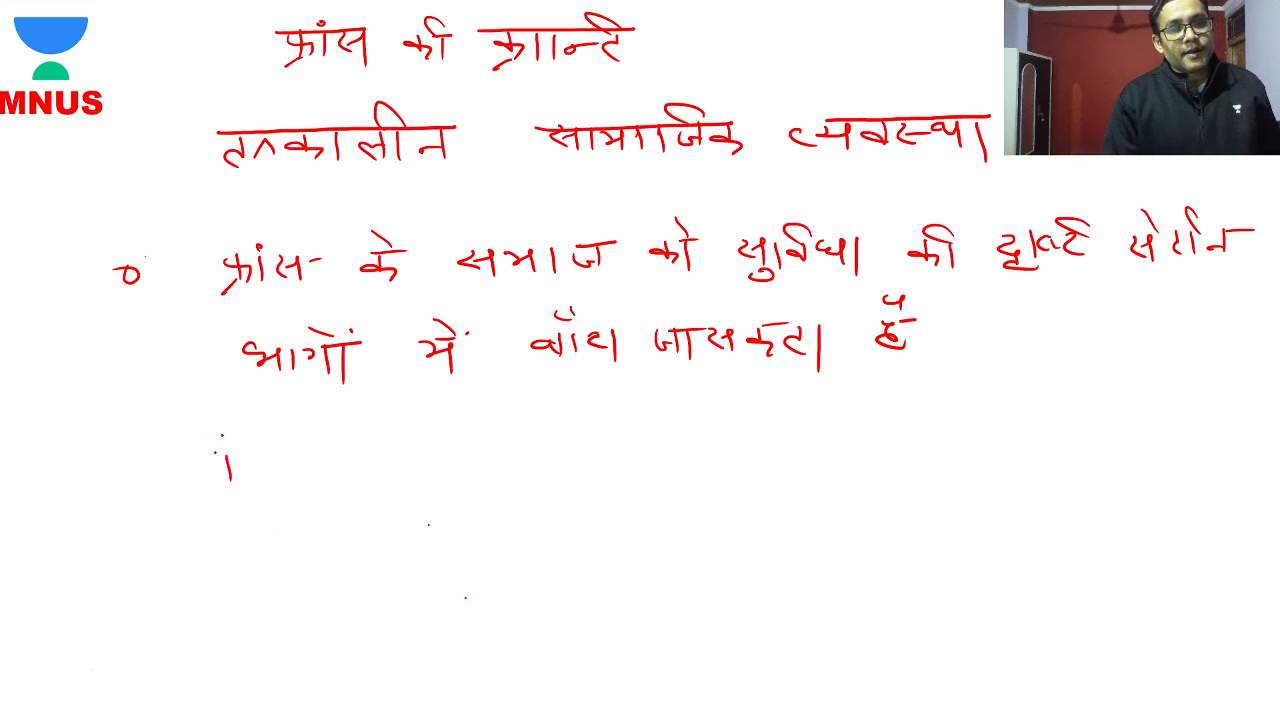 MNUS
फ्रांस की क्रान्ति
तत्कालीन सामाजिक व्यवस्था
फ्रांस के समाज को सुविधा की दृष्टि से तीन
भागों में बाँटा जा सकता है
i